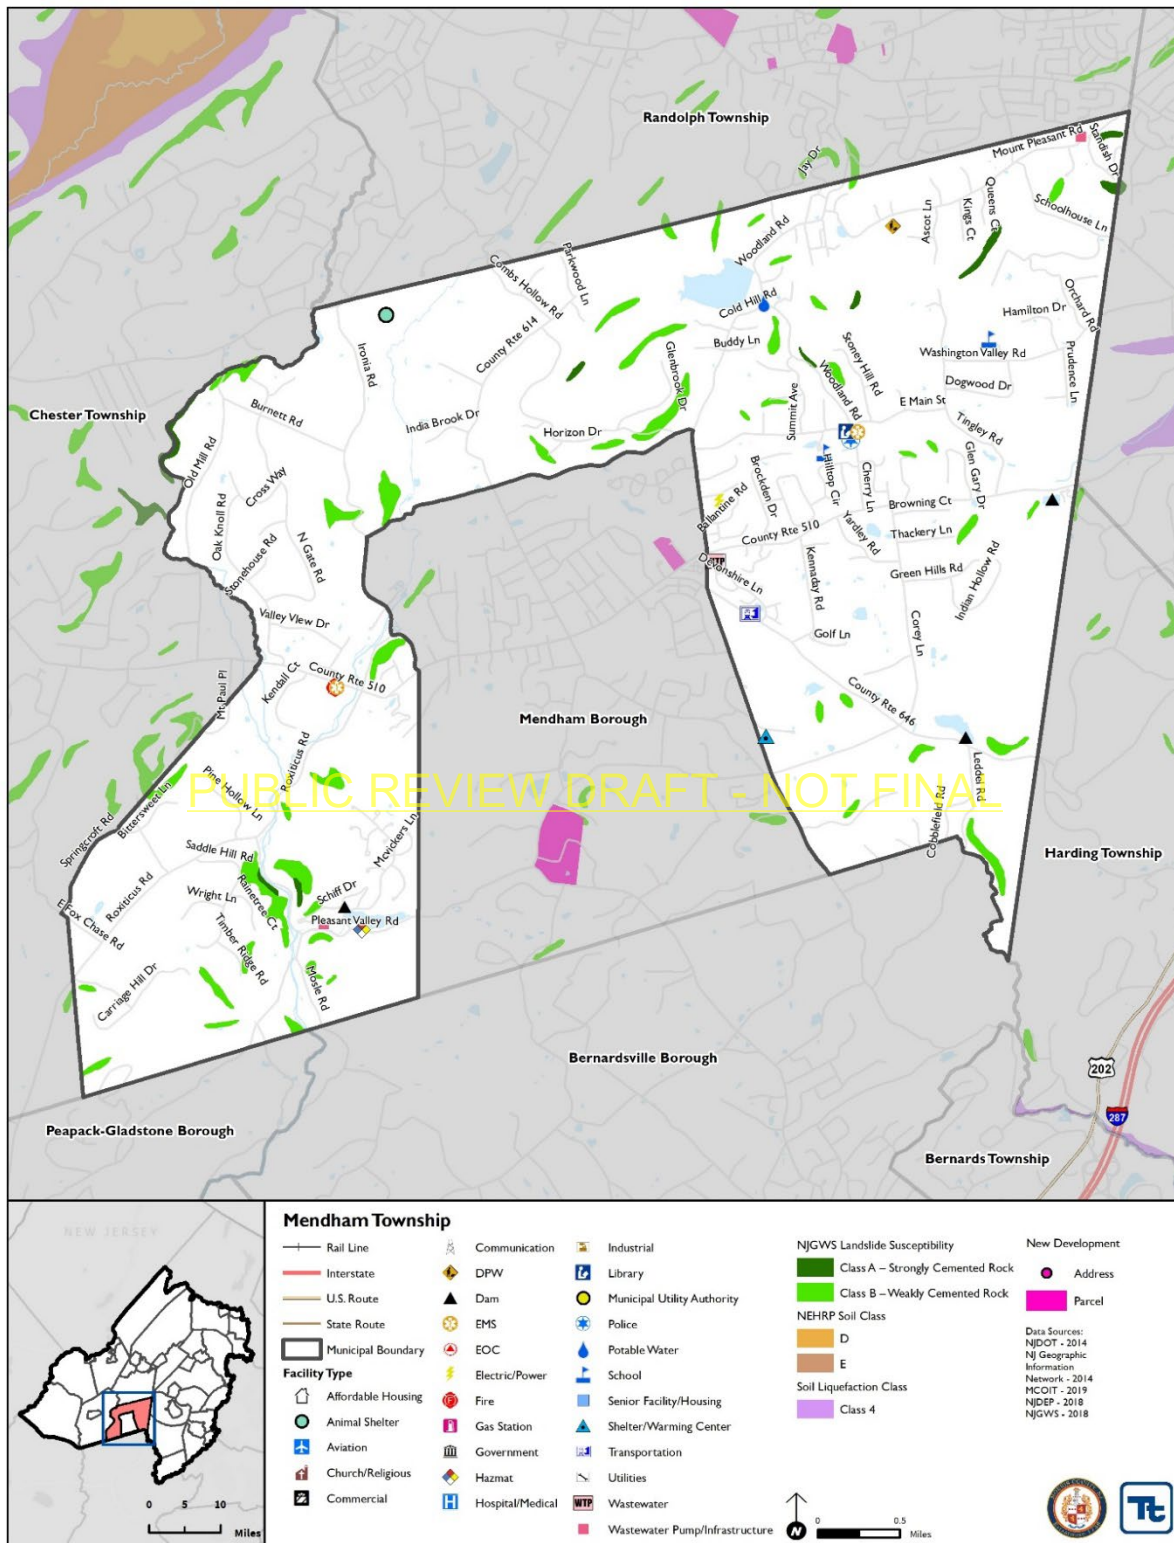 Randolph Township
Mount Pleasant Rd
Standish Dr
Jay Dr
Queens Ct
Kings Ct
Ascot Ln
Schoolhouse Ln
Woodland Rd
Parkwood Ln
Combs Hollow Rd
Cold Hill Rd
Orchard Rd
Hamilton Dr
County Rte 614
Ironia Rd
Buddy Ln
Glenbrook Dr
Stoney Hill Rd
Washington Valley Rd
Prudence Ln
Woodland Rd
Dogwood Dr
Summit Ave
E Main St
Chester Township
Burnett Rd
India Brook Dr
Horizon Dr
Tingley Rd
Old Mill Rd
Cross Way
Hilltop Cir
Cherry Ln
Glen Gary Dr
Brockden Dr
Ballantine Rd
Browning Ct
Oak Knoll Rd
County Rte 510
Yardley Rd
Thackery Ln
N Gate Rd
Stonehouse Rd
WTP
Devonshire Ln
Kennaday Rd
Green Hills Rd
Indian Hollow Rd
Valley View Dr
Golf Ln
Corey Ln
Mt Paul Pl
Kendall Ct
County Rte 510
County Rte 646
Mendham Borough
Roxiticus Rd
Pine Hollow Ln
Leddel Rd
PUBLIC REVIEW DRAFT - NOT FINAL
Bittersweet Ln
Springcroft Rd
Mcvickers Ln
Cobblefield Rd
Harding Township
Saddle Hill Rd
Roxiticus Rd
Wright Ln
Rainetree Ct
Schiff Dr
E Fox Chase Rd
Pleasant Valley Rd
Timber Ridge Rd
Carriage Hill Dr
Mosle Rd
Bernardsville Borough
202
287
Peapack-Gladstone Borough
Bernards Township
NEW JERSEY
0 5 10
Miles
Mendham Township
Rail Line
Interstate
U.S. Route
State Route
Municipal Boundary
Facility Type
Affordable Housing
Animal Shelter
Aviation
Church/Religious
Commercial
Communication
DPW
Dam
EMS
EOC
Electric/Power
Fire
Gas Station
Government
Hazmat
H Hospital/Medical
Industrial
Library
Municipal Utility Authority
Police
Potable Water
School
Senior Facility/Housing
Shelter/Warming Center
Transportation
Utilities
WTP Wastewater
Wastewater Pump/Infrastructure
NJGWS Landslide Susceptibility
Class A – Strongly Cemented Rock
Class B – Weakly Cemented Rock
NEHRP Soil Class
D
E
Soil Liquefaction Class
Class 4
New Development
Address
Parcel
Data Sources:
NJDOT - 2014
NJ Geographic
Information
Network - 2014
MCOIT - 2019
NJDEP - 2018
NJGWS - 2018
N
0 0.5
Miles
Tt